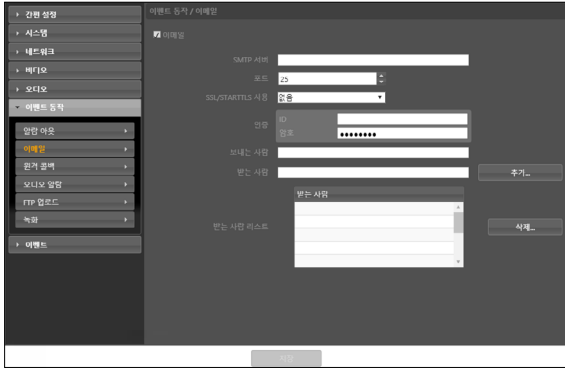 간편 설정
시스템
네트워크
비디오
오디오
이벤트 동작
알람 아웃
이메일
원격 콜백
오디오 알람
FTP 업로드
녹화
이벤트
이벤트 동작 / 이메일
이메일
SMTP 서버
포트
25
SSL/STARTTLS 사용
없음
인증
ID
암호
●●●●●●●●
보내는 사람
받는 사람
추가...
받는 사람
받는 사람 리스트
삭제...
저장